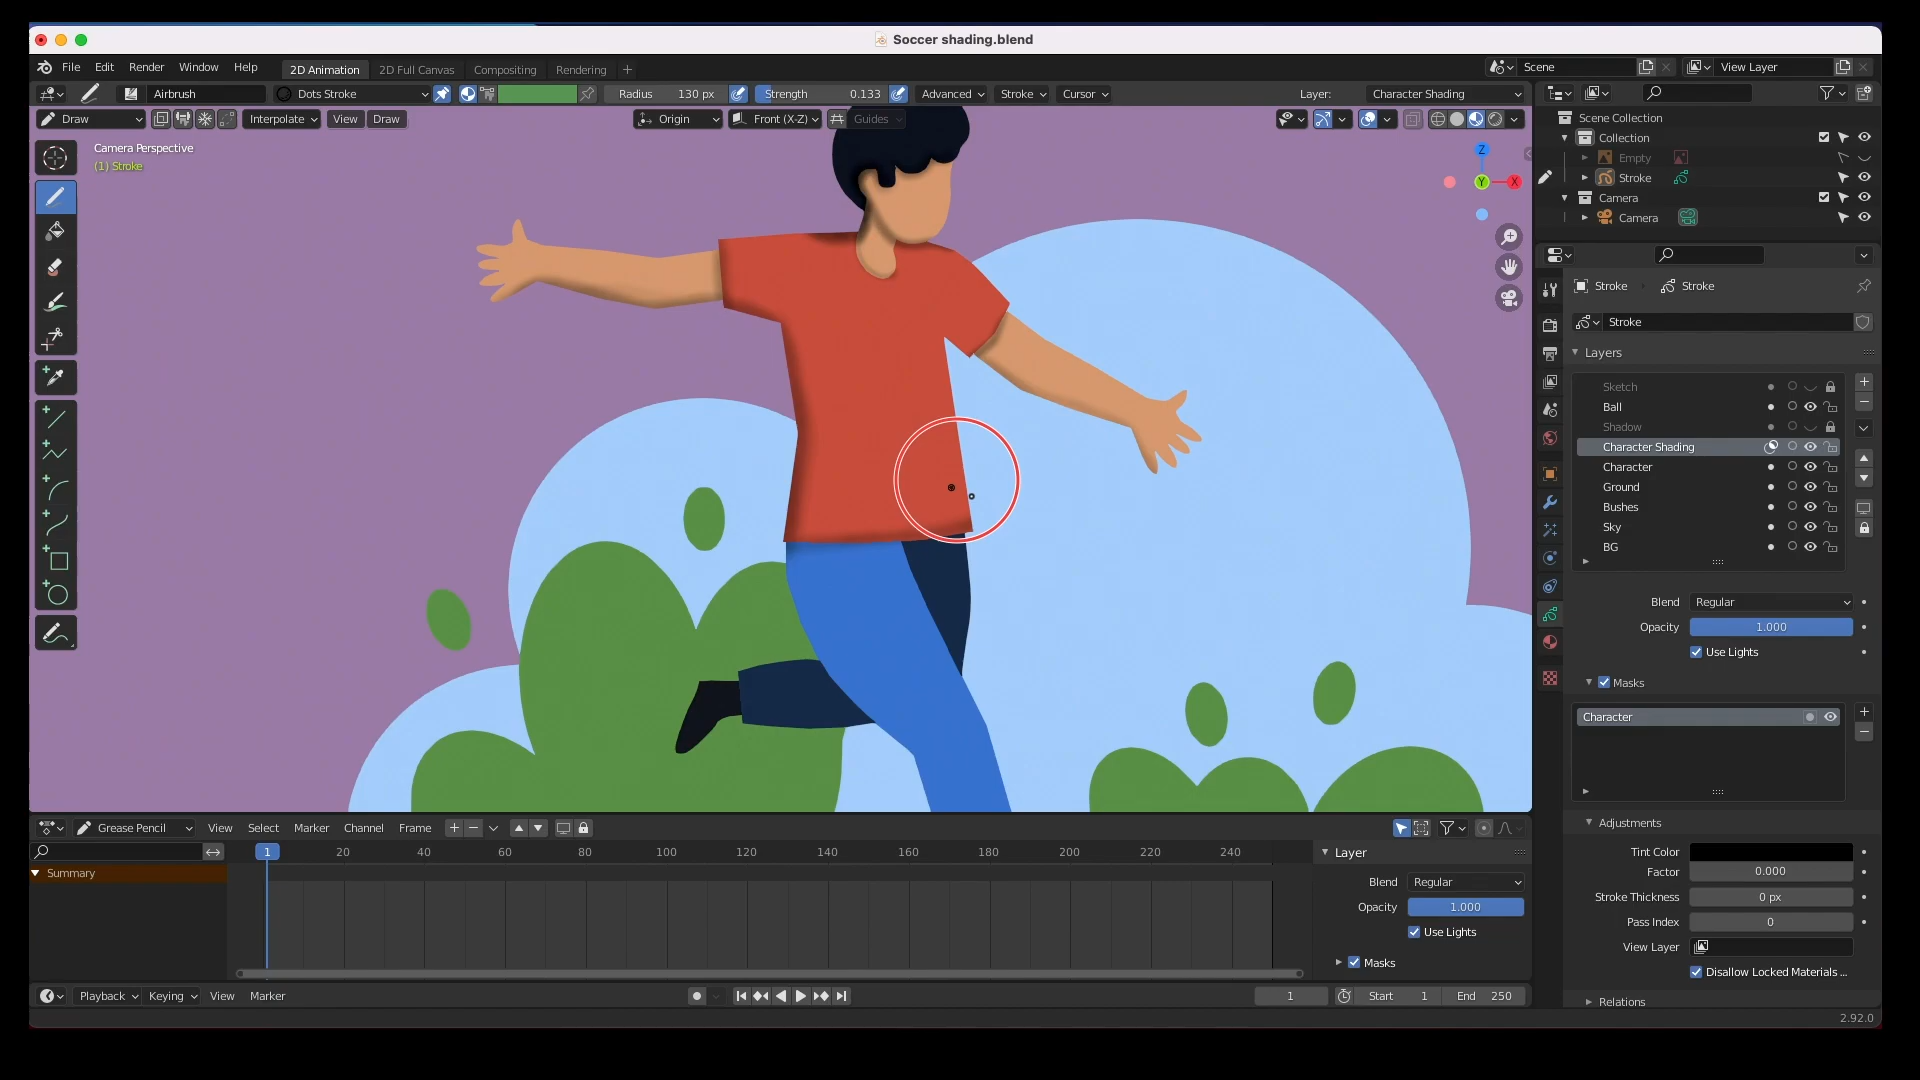 Soccer shading.blend
File Edit Render Window Help 2D Animation 2D Full Canvas Compositing Rendering + Scene View Layer
Airbrush Dots Stroke Radius 130 px Strength 0.133 Advanced Stroke Cursor Layer: Character Shading
Draw Interpolate View Draw Origin Front (X-Z) Guides
Camera Perspective
(1) Stroke
Z
Y X
Scene Collection
Collection
Empty
Stroke
Camera
Camera
Stroke Stroke
Stroke
Layers
Sketch
Ball
Shadow
Character Shading
Character
Ground
Bushes
Sky
BG
Blend Regular
Opacity 1.000
Use Lights
Masks
Character
Adjustments
Tint Color
Factor 0.000
Stroke Thickness 0 px
Pass Index 0
View Layer
Disallow Locked Materials ...
Relations
Grease Pencil View Select Marker Channel Frame
1 20 40 60 80 100 120 140 160 180 200 220 240
Summary
Layer
Blend Regular
Opacity 1.000
Use Lights
Masks
Playback Keying View Marker 1 Start 1 End 250
2.92.0